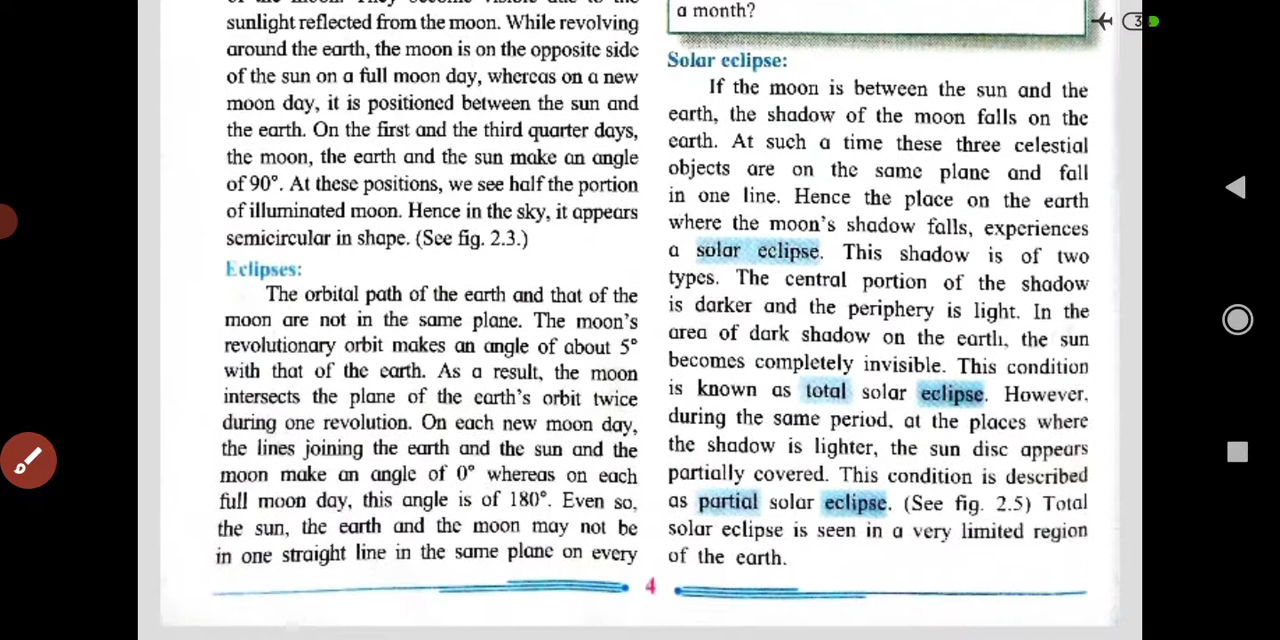 sunlight reflected from the moon. While revolving
around the earth, the moon is on the opposite side
of the sun on a full moon day, whereas on a new
moon day, it is positioned between the sun and
the earth. On the first and the third quarter days,
the moon, the earth and the sun make an angle
of 90°. At these positions, we see half the portion
of illuminated moon. Hence in the sky, it appears
semicircular in shape. (See fig. 2.3.)
Eclipses:
The orbital path of the earth and that of the
moon are not in the same plane. The moon's
revolutionary orbit makes an angle of about 5°
with that of the earth. As a result, the moon
intersects the plane of the earth's orbit twice
during one revolution. On each new moon day,
the lines joining the earth and the sun and the
moon make an angle of 0° whereas on each
full moon day, this angle is of 180°. Even so,
the sun, the earth and the moon may not be
in one straight line in the same plane on every
a month?
Solar eclipse:
If the moon is between the sun and the
earth, the shadow of the moon falls on the
earth. At such a time these three celestial
objects are on the same plane and fall
in one line. Hence the place on the earth
where the moon's shadow falls, experiences
a solar eclipse. This shadow is of two
types. The central portion of the shadow
is darker and the periphery is light. In the
area of dark shadow on the earth, the sun
becomes completely invisible. This condition
is known as total solar eclipse. However,
during the same period, at the places where
the shadow is lighter, the sun disc appears
partially covered. This condition is described
as partial solar eclipse. (See fig. 2.5) Total
solar eclipse is seen in a very limited region
of the earth.
4